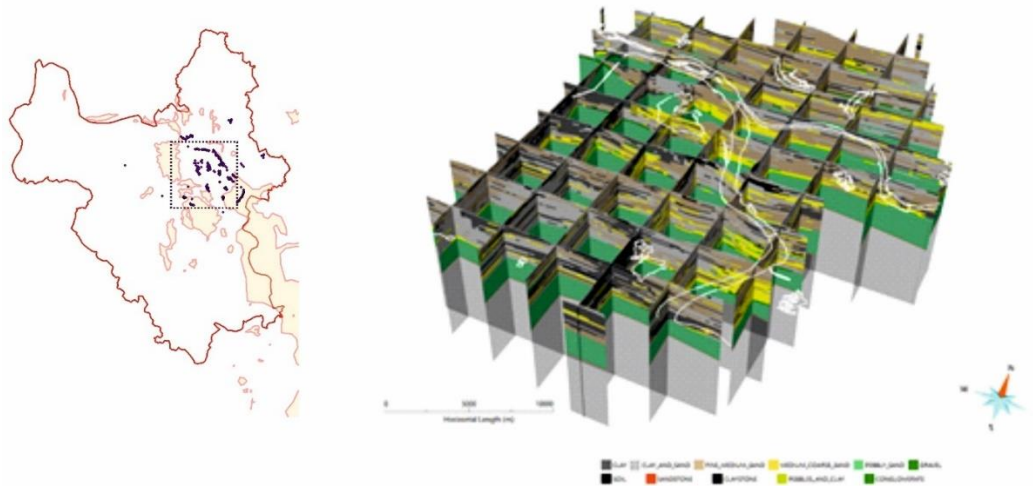 N
W
S
0 5000 10000
Horizontal Length (m)
CLAY CLAY_AND_SAND FINE_MEDIUM_SAND MEDIUM_COARSE_SAND PEBBLY_SAND GRAVEL
SOIL SANDSTONE CLAYSTONE PEBBLES_AND_CLAY CONGLOMERATE